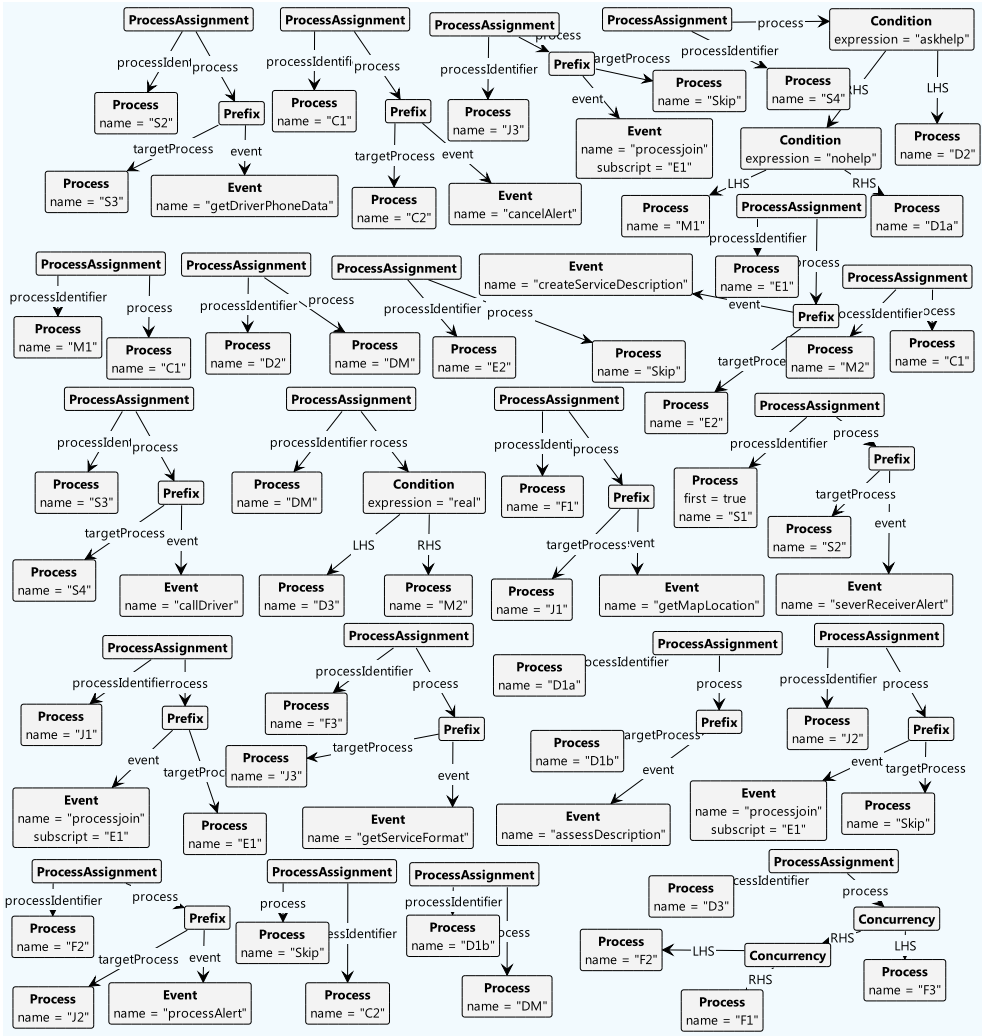 ProcessAssignment
ProcessAssignment
ProcessAssignment
ProcessAssignment
process
Condition
expression = "askhelp"
process
processIdentifier
processIdent
process
processIdentifi
process
processIdentifier
Prefix
targetProcess
Process
name = "S2"
Prefix
Process
name = "C1"
Prefix
Process
name = "J3"
event
Process
name = "Skip"
Process
name = "S4"
RHS
LHS
targetProcess
event
targetProcess
event
Event
name = "processjoin"
subscript = "E1"
Condition
expression = "nohelp"
Process
name = "D2"
Process
name = "S3"
Event
name = "getDriverPhoneData"
Process
name = "C2"
Event
name = "cancelAlert"
LHS
RHS
Process
name = "M1"
ProcessAssignment
Process
name = "D1a"
processIdentifier
process
ProcessAssignment
ProcessAssignment
ProcessAssignment
Event
name = "createServiceDescription"
Process
name = "E1"
ProcessAssignment
processIdentifier
process
processIdentifier
process
processIdentifier
process
event
Prefix
processIdentifier
process
Process
name = "M1"
Process
name = "C1"
Process
name = "D2"
Process
name = "DM"
Process
name = "E2"
Process
name = "Skip"
targetProce
Process
name = "M2"
Process
name = "C1"
Process
name = "E2"
ProcessAssignment
ProcessAssignment
ProcessAssignment
ProcessAssignment
processIdent
process
processIdentifier
rocess
processIdenti
process
processIdentifier
process
Process
name = "S3"
Prefix
Process
name = "DM"
Condition
expression = "real"
Process
name = "F1"
Prefix
Process
first = true
name = "S1"
Prefix
targetProcess
event
LHS
RHS
targetProcess
vent
targetProcess
event
Process
name = "S2"
Process
name = "S4"
Event
name = "callDriver"
Process
name = "D3"
Process
name = "M2"
Process
name = "J1"
Event
name = "getMapLocation"
Event
name = "severReceiverAlert"
ProcessAssignment
ProcessAssignment
ProcessAssignment
ProcessAssignment
processIdentifier
rocess
processIdentifier
process
Process
name = "D1a"
ocessIdentifier
process
processIdentifier
process
Process
name = "J1"
Prefix
Process
name = "F3"
Prefix
Prefix
Process
name = "J2"
Prefix
event
targetProc
Process
name = "J3"
targetProcess
event
Process
name = "D1b"
argetProcess
event
event
targetProcess
Event
name = "processjoin"
subscript = "E1"
Process
name = "E1"
Event
name = "getServiceFormat"
Event
name = "assessDescription"
Event
name = "processjoin"
subscript = "E1"
Process
name = "Skip"
ProcessAssignment
ProcessAssignment
ProcessAssignment
ProcessAssignment
processIdentifier
process
process
essIdentifier
processIdentifier
ocess
Process
name = "D3"
ocessIdentifier
process
Process
name = "F2"
Prefix
Process
name = "Skip"
Process
name = "D1b"
Concurrency
targetProcess
event
Process
name = "F2"
LHS
Concurrency
RHS
LHS
Process
name = "J2"
Event
name = "processAlert"
Process
name = "C2"
Process
name = "DM"
RHS
Process
name = "F1"
Process
name = "F3"